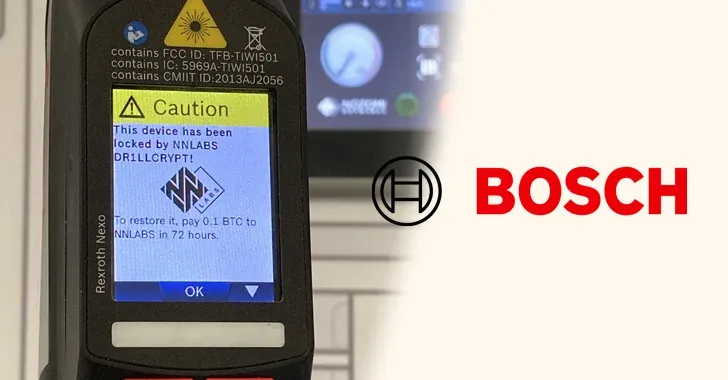 contains FCC ID: TFB-TIWI501
contains IC: 5969A-TIWI501
contains CMIIT ID:2013AJ2056
Caution
This device has been
locked by NNLABS
DR1LLCRYPT!
NN
LABS
To restore it, pay 0.1 BTC to
NNLABS in 72 hours.
OK
Rexroth Nexo
BOSCH